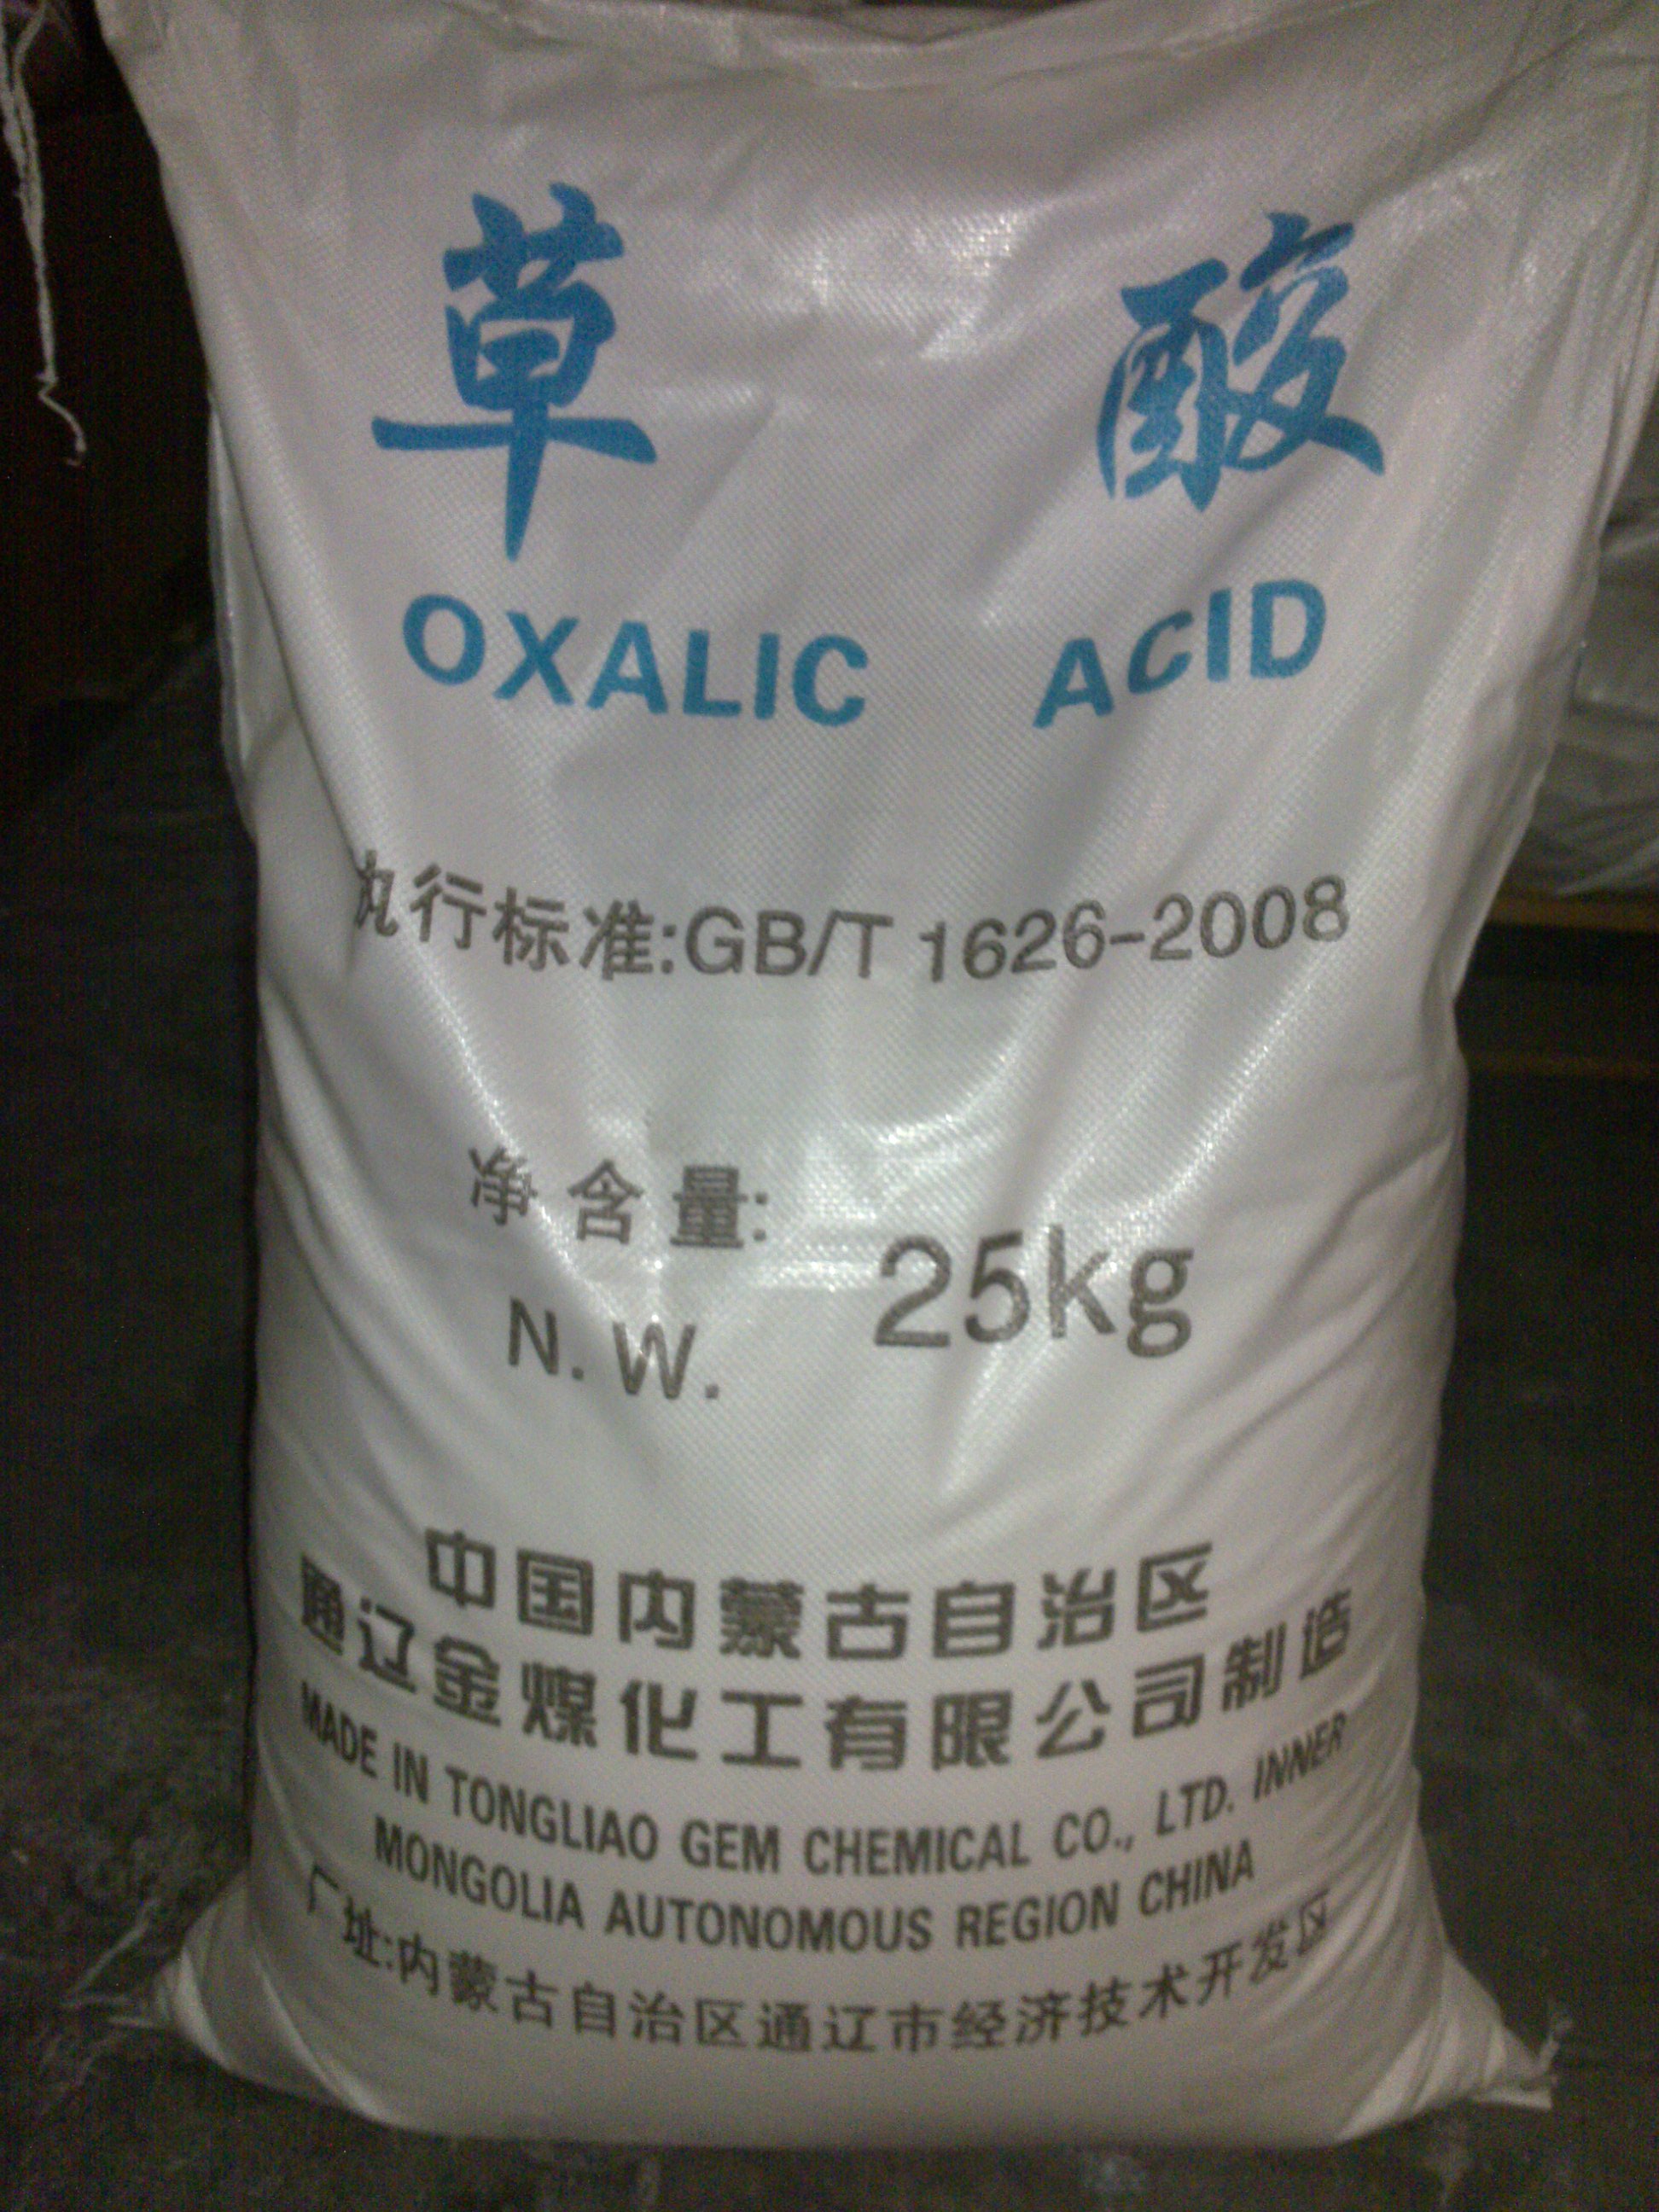 草 酸
OXALIC ACID
执行标准:GB/T 1626-2008
净含量:
25kg
N.W.
中国内蒙古自治区
通辽金煤化工有限公司制造
MADE IN TONGLIAO GEM CHEMICAL CO., LTD. INNER
MONGOLIA AUTONOMOUS REGION CHINA
厂址:内蒙古自治区通辽市经济技术开发区